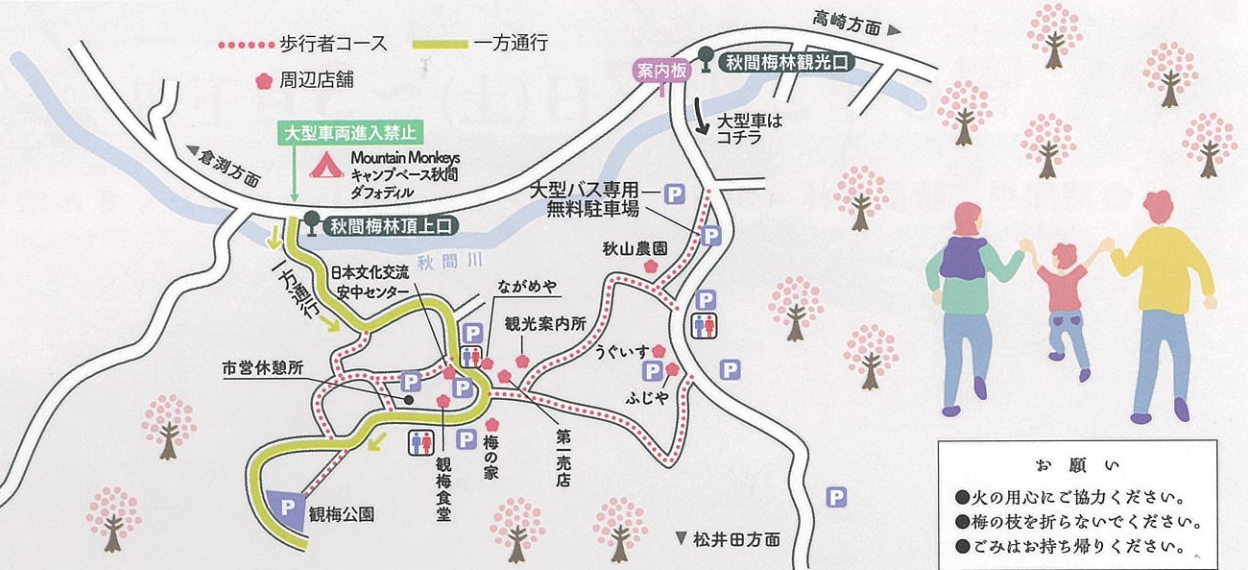 歩行者コース
一方通行
周辺店舗
高崎方面
案内板
秋間梅林観光口
大型車は
コチラ
大型車両進入禁止
Mountain Monkeys
キャンプベース秋間
ダフォディル
倉渕方面
秋間梅林頂上口
秋間川
一方通行
大型バス専用
無料駐車場
P
P
秋山農園
日本文化交流
安中センター
ながめや
観光案内所
P
P
うぐいす
P
ふじや
P
市営休憩所
P
P
P
梅の家
観梅食堂
第一売店
P
観梅公園
P
松井田方面
お願い
●火の用心にご協力ください。
●梅の枝を折らないでください。
●ごみはお持ち帰りください。